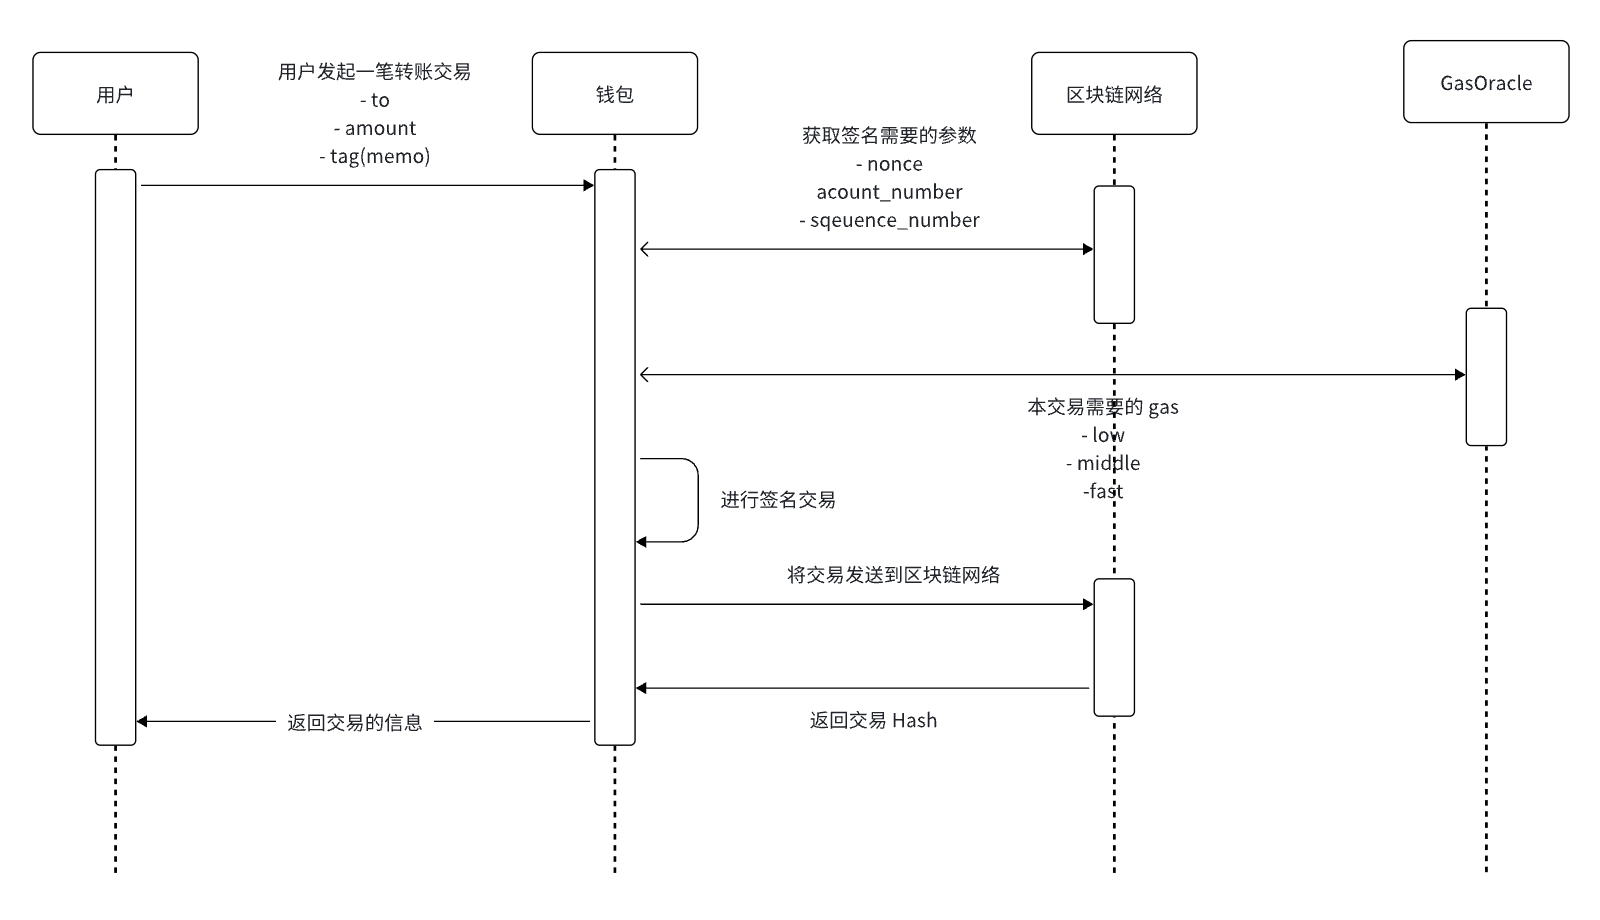 用户
钱包
区块链网络
GasOracle
用户发起一笔转账交易
- to
- amount
- tag(memo)
获取签名需要的参数
- nonce
acount_number
- sqeuence_number
本交易需要的 gas
- low
- middle
-fast
进行签名交易
将交易发送到区块链网络
返回交易 Hash
返回交易的信息